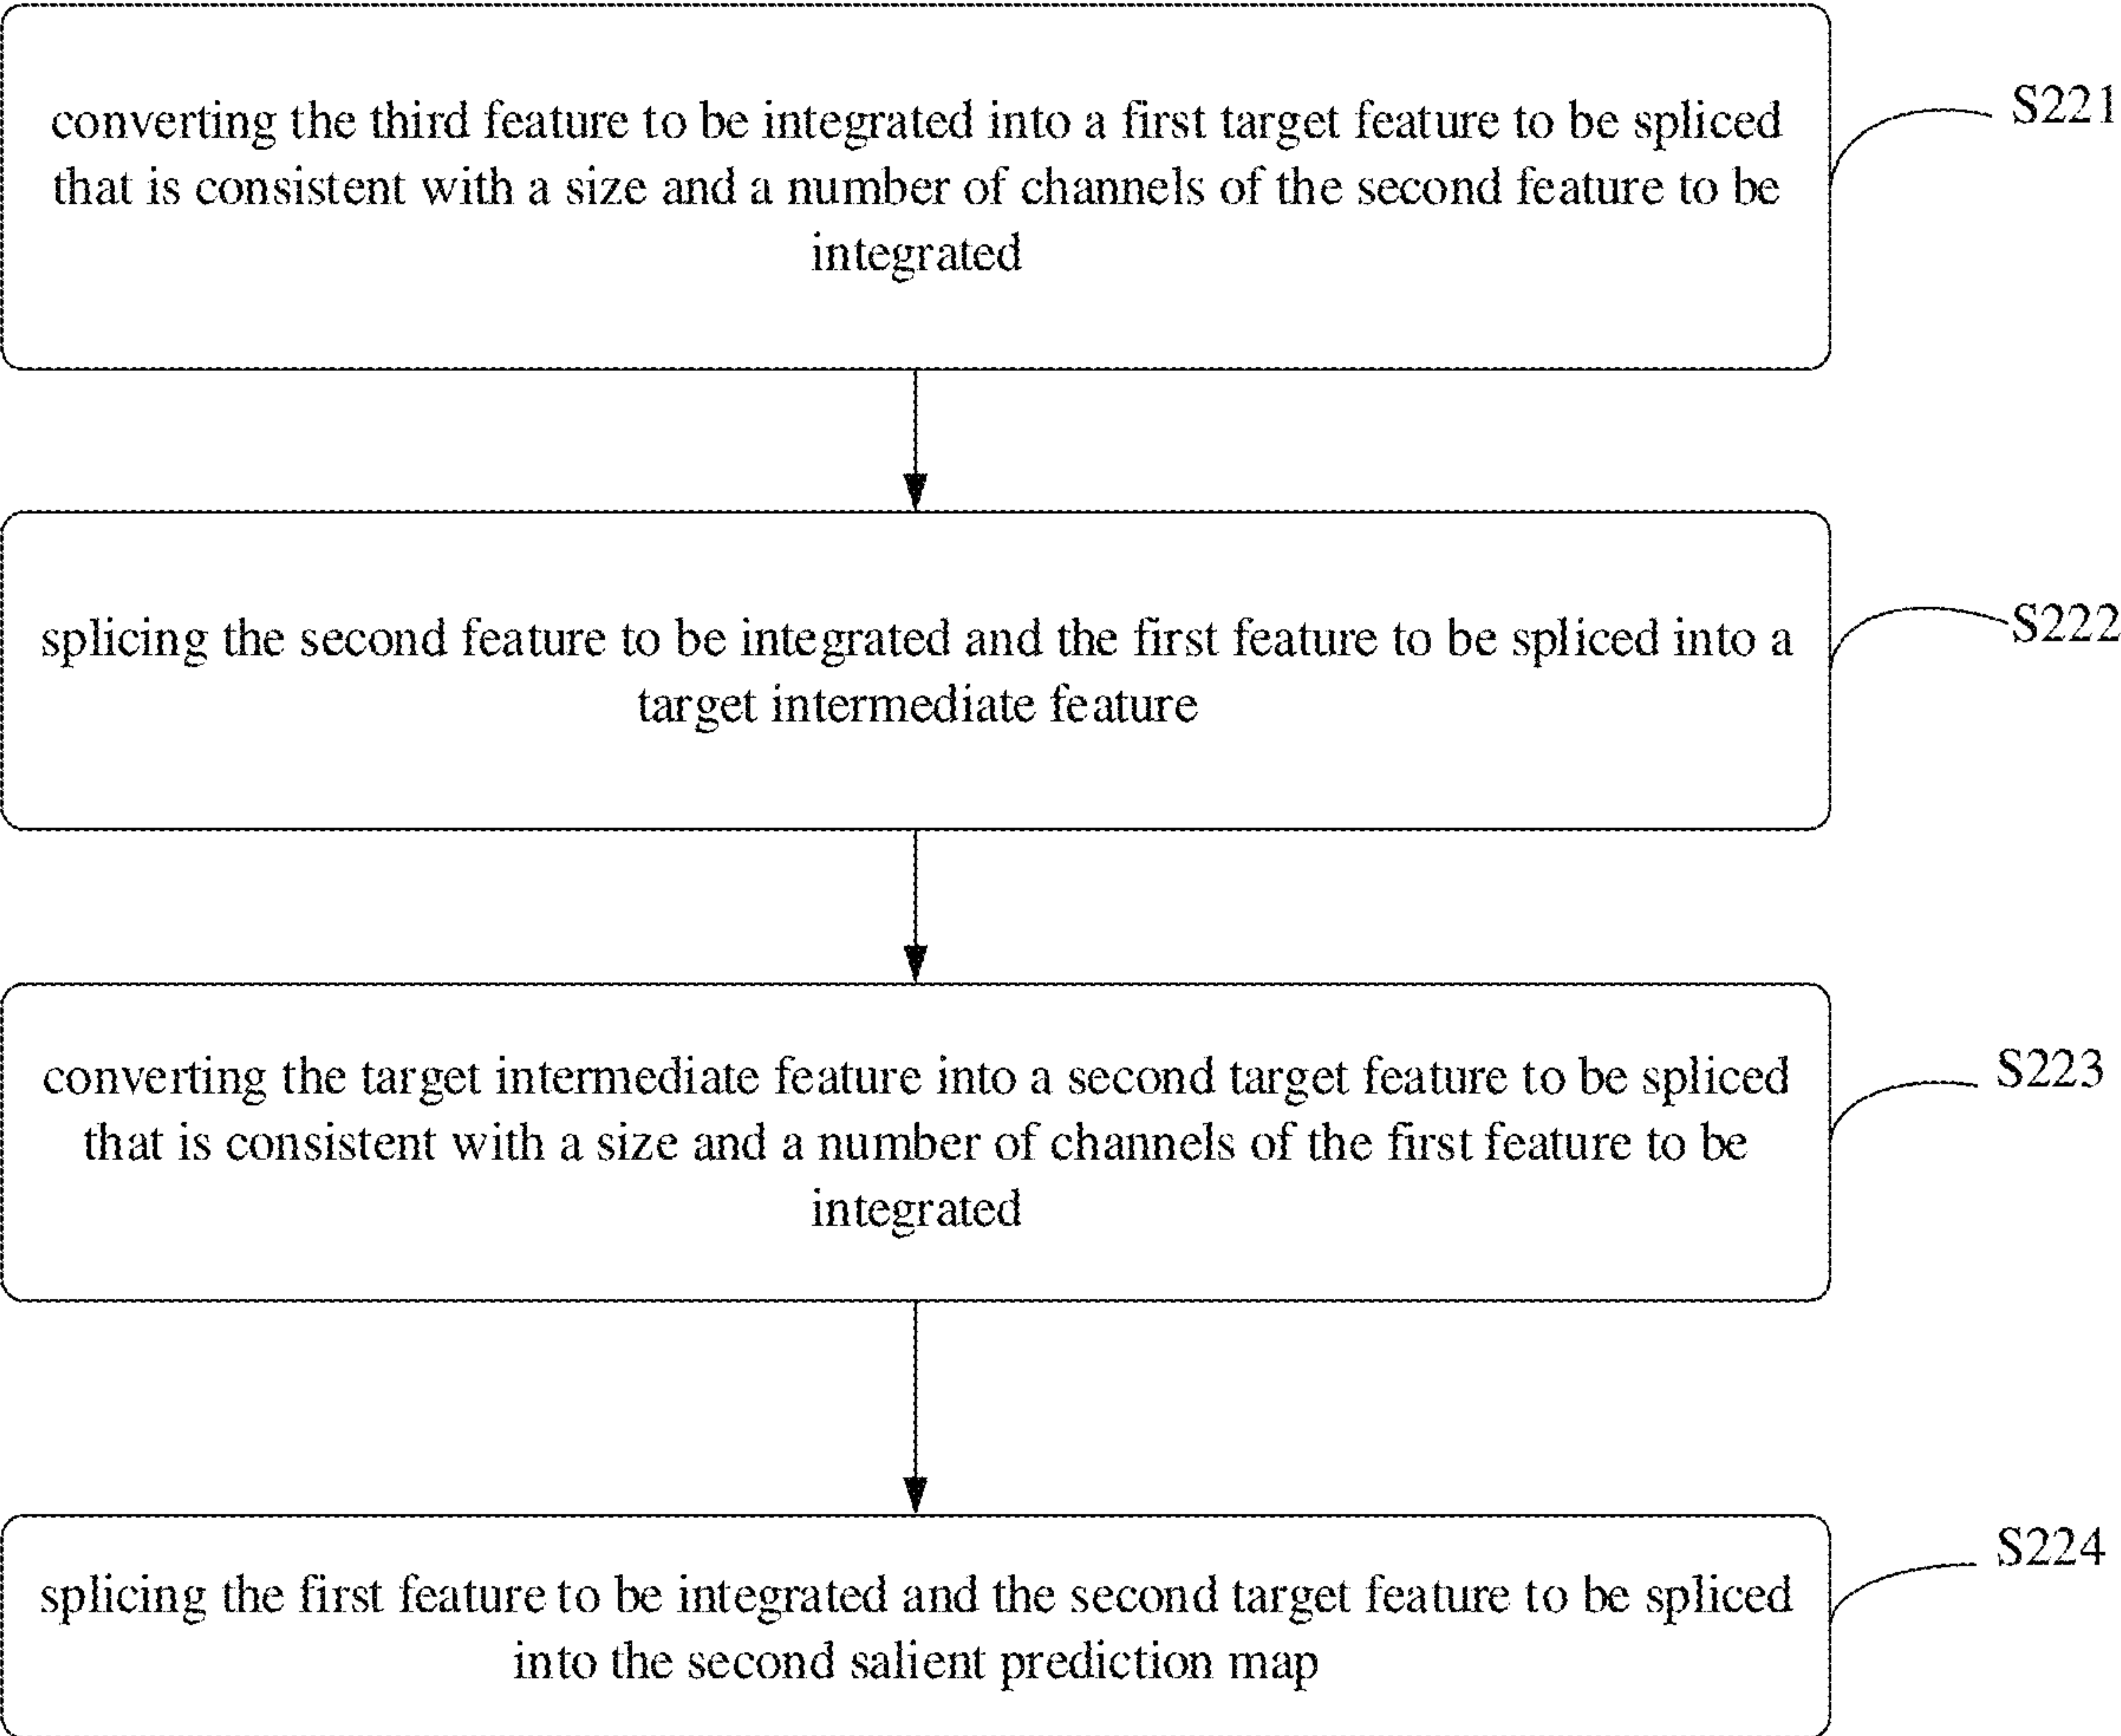 converting the third feature to be integrated into a first target feature to be spliced
that is consistent with a size and a number of channels of the second feature to be
integrated
S221
splicing the second feature to be integrated and the first feature to be spliced into a
target intermediate feature
S222
converting the target intermediate feature into a second target feature to be spliced
that is consistent with a size and a number of channels of the first feature to be
integrated
S223
splicing the first feature to be integrated and the second target feature to be spliced
into the second salient prediction map
S224